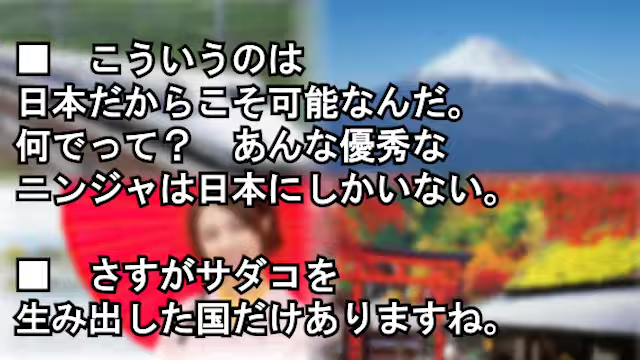 ■　こういうのは
日本だからこそ可能なんだ。
何でって？　あんな優秀な
ニンジャは日本にしかいない。
■　さすがサダコを
生み出した国だけありますね。